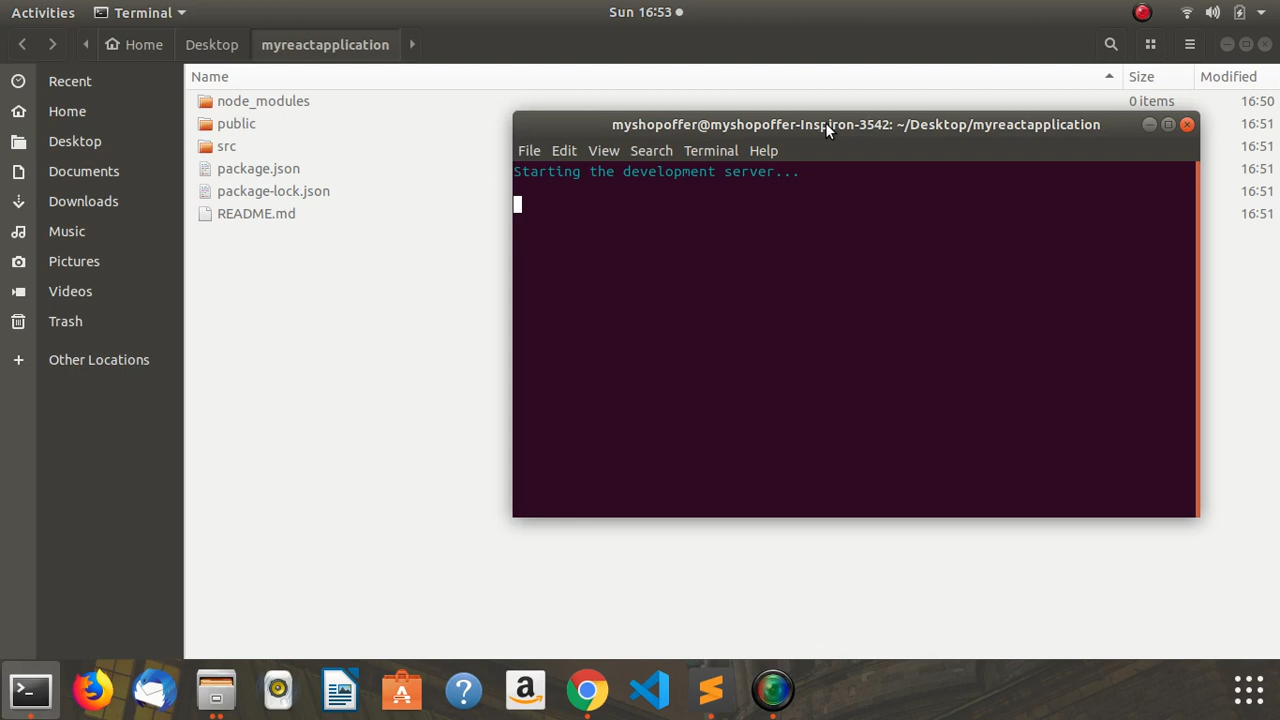 Activities Terminal Sun 16:53
Home Desktop myreactapplication
Name Size Modified
Recent
Home
Desktop
Documents
Downloads
Music
Pictures
Videos
Trash
Other Locations
node_modules 0 items 16:50
public 16:51
src 16:51
package.json 16:51
package-lock.json 16:51
README.md 16:51
myshopoffer@myshopoffer-Inspiron-3542: ~/Desktop/myreactapplication
File Edit View Search Terminal Help
Starting the development server...